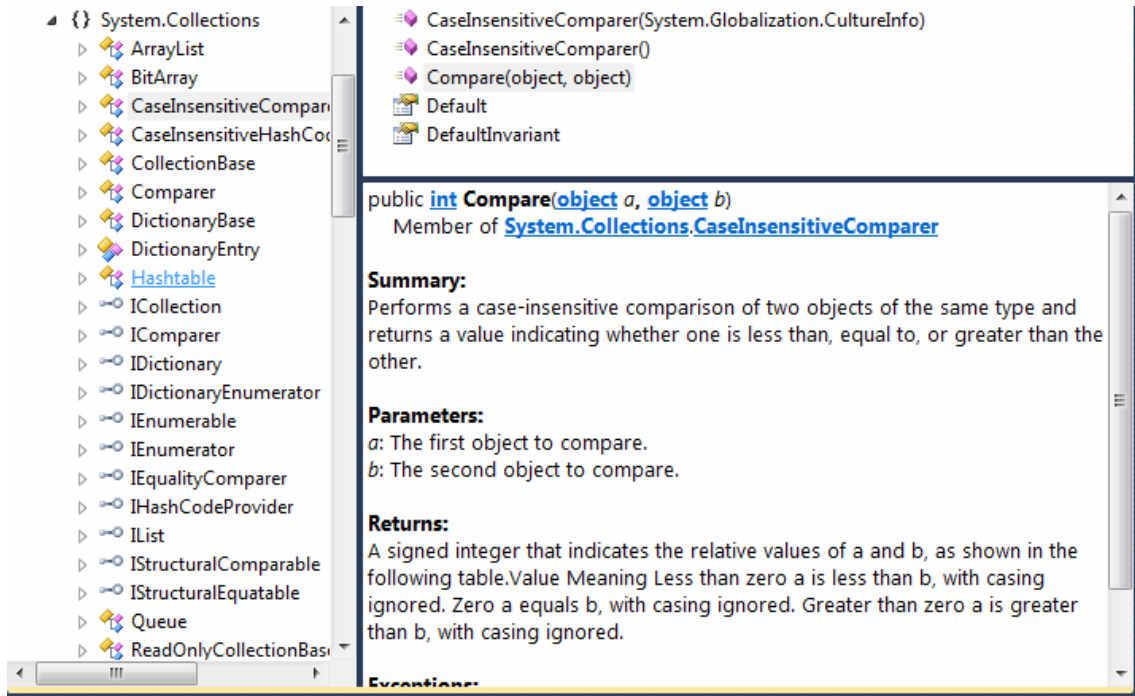 {} System.Collections
ArrayList
BitArray
CaseInsensitiveCompar
CaseInsensitiveHashCo
CollectionBase
Comparer
DictionaryBase
DictionaryEntry
Hashtable
ICollection
IComparer
IDictionary
IDictionaryEnumerator
IEnumerable
IEnumerator
IEqualityComparer
IHashCodeProvider
IList
IStructuralComparable
IStructuralEquatable
Queue
ReadOnlyCollectionBas
CaseInsensitiveComparer(System.Globalization.CultureInfo)
CaseInsensitiveComparer()
Compare(object, object)
Default
DefaultInvariant
public int Compare(object a, object b)
Member of System.Collections.CaseInsensitiveComparer
Summary:
Performs a case-insensitive comparison of two objects of the same type and
returns a value indicating whether one is less than, equal to, or greater than the
other.
Parameters:
a: The first object to compare.
b: The second object to compare.
Returns:
A signed integer that indicates the relative values of a and b, as shown in the
following table.Value Meaning Less than zero a is less than b, with casing
ignored. Zero a equals b, with casing ignored. Greater than zero a is greater
than b, with casing ignored.
Exceptions: